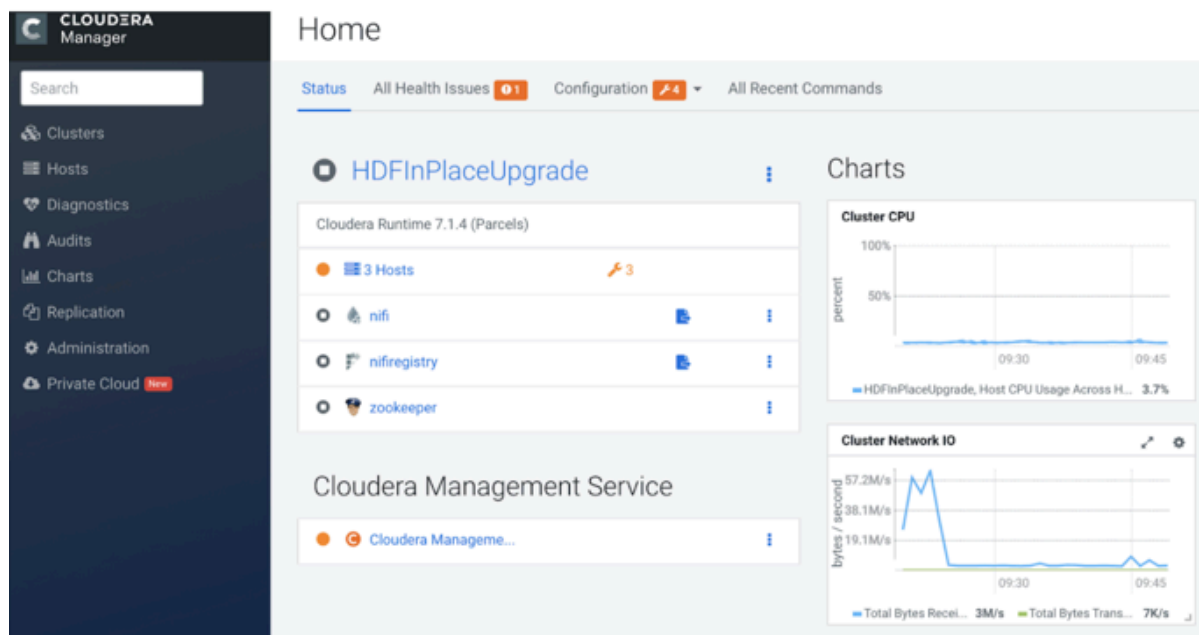 CLOUDERA
Manager
Search
Clusters
Hosts
Diagnostics
Audits
Charts
Replication
Administration
Private Cloud New
Home
Status All Health Issues 1 Configuration 4 All Recent Commands
HDFInPlaceUpgrade
Cloudera Runtime 7.1.4 (Parcels)
3 Hosts 3
nifi
nifiregistry
zookeeper
Cloudera Management Service
Cloudera Manageme...
Charts
Cluster CPU
percent
100%
50%
09:30 09:45
HDFInPlaceUpgrade, Host CPU Usage Across H... 3.7%
Cluster Network IO
bytes / second
57.2M/s
38.1M/s
19.1M/s
09:30 09:45
Total Bytes Recei... 3M/s Total Bytes Trans... 7K/s